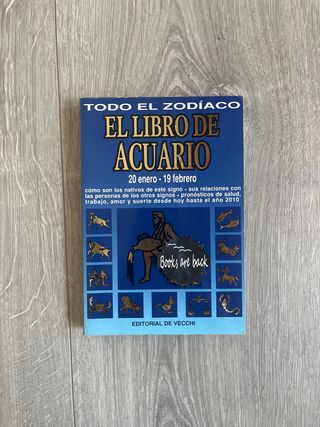 TODO EL ZODÍACO
EL LIBRO DE
ACUARIO
20 enero - 19 febrero
cómo son los nativos de este signo - sus relaciones con
las personas de los otros signos - pronósticos de salud,
trabajo, amor y suerte desde hoy hasta el año 2010
Books are back
EDITORIAL DE VECCHI